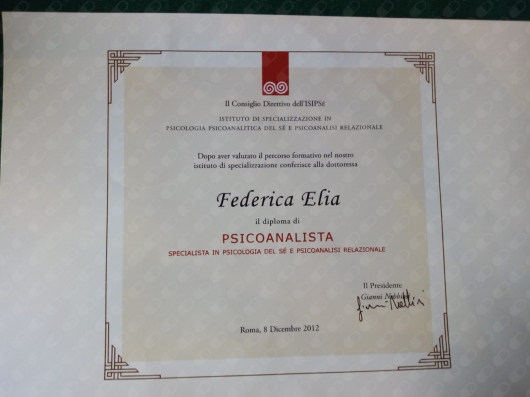 Il Consiglio Direttivo dell'ISIPSé
ISTITUTO DI SPECIALIZZAZIONE IN
PSICOLOGIA PSICOANALITICA DEL SÉ E PSICOANALISI RELAZIONALE
Dopo aver valutato il percorso formativo nel nostro
istituto di specializzazione conferisce alla dottoressa
Federica Elia
il diploma di
PSICOANALISTA
SPECIALISTA IN PSICOLOGIA DEL SÉ E PSICOANALISI RELAZIONALE
Il Presidente
Gianni
Roma, 8 Dicembre 2012